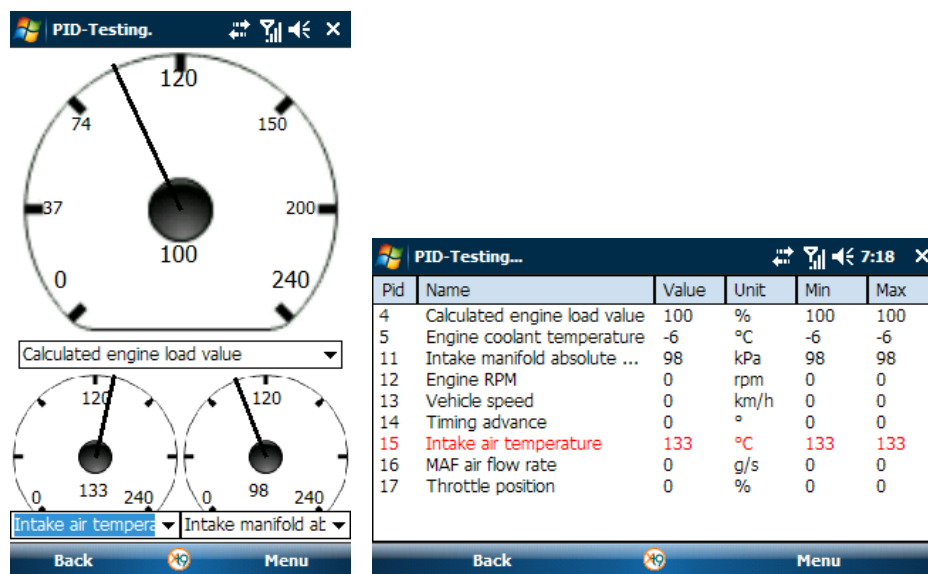 PID-Testing.
120
74
150
37
200
100
0
240
Calculated engine load value
120
133
0
240
120
98
0
240
Intake air tempera
Intake manifold at
Back
Menu
PID-Testing...
7:18
Pid Name Value Unit Min Max
4 Calculated engine load value 100 % 100 100
5 Engine coolant temperature -6 °C -6 -6
11 Intake manifold absolute ... 98 kPa 98 98
12 Engine RPM 0 rpm 0 0
13 Vehicle speed 0 km/h 0 0
14 Timing advance 0 ° 0 0
15 Intake air temperature 133 °C 133 133
16 MAF air flow rate 0 g/s 0 0
17 Throttle position 0 % 0 0
Back
Menu